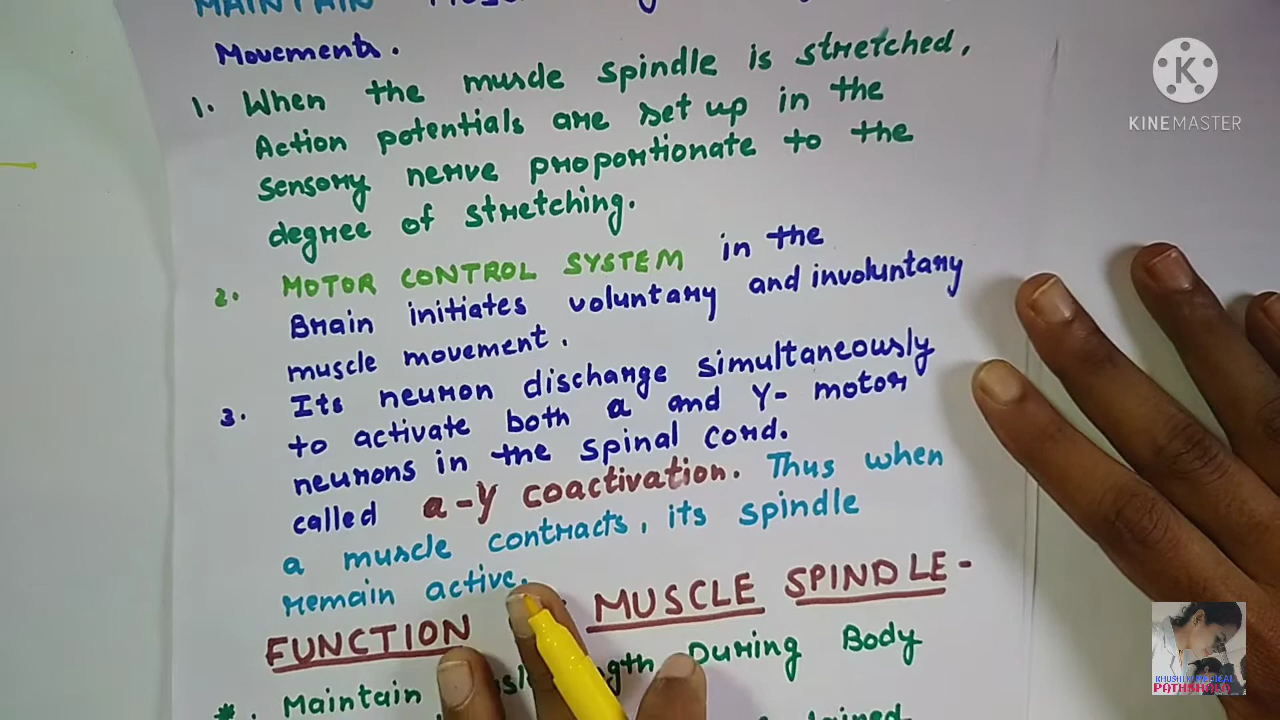 MAINTAIN
Movements.
1. When the muscle spindle is stretched,
Action potentials are set up in the
sensory nerve proportionate to the
degree of stretching.
2. MOTOR CONTROL SYSTEM in the
Brain initiates voluntary and involuntary
muscle movement.
3. Its neuron discharge simultaneously
to activate both a and Y- motor
neurons in the spinal cord.
called a-Y coactivation. Thus when
a muscle contracts, its spindle
remain active.
FUNCTION MUSCLE SPINDLE-
*. Maintain During Body
K
KINEMASTER
PATHSHALA